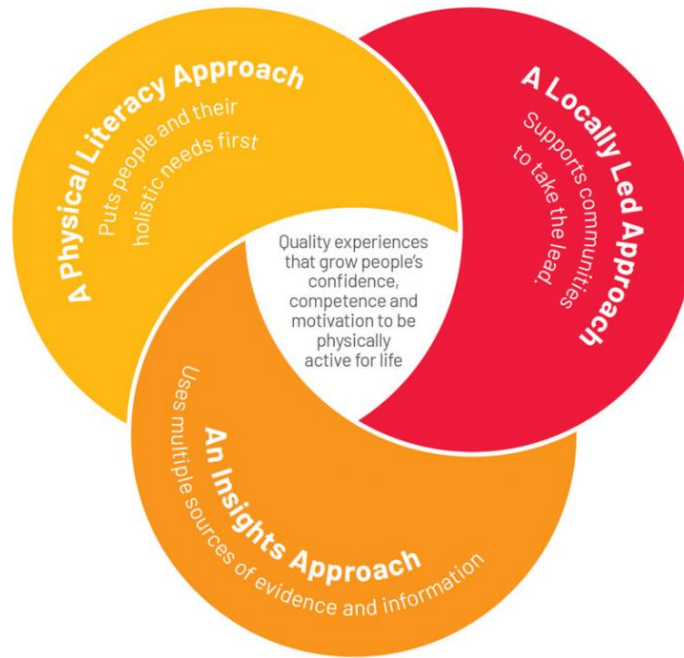 A Physical Literacy Approach
Puts people and their
holistic needs first
A Locally Led Approach
Supports communities
to take the lead.
Quality experiences
that grow people's
confidence,
competence and
motivation to be
physically
active for life
An Insights Approach
Uses multiple sources of evidence and information